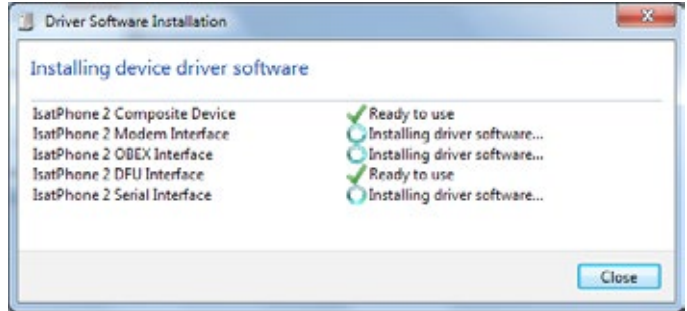 Driver Software Installation
Installing device driver software
IsatPhone 2 Composite Device Ready to use
IsatPhone 2 Modem Interface Installing driver software...
IsatPhone 2 OBEX Interface Installing driver software...
IsatPhone 2 DFU Interface Ready to use
IsatPhone 2 Serial Interface Installing driver software...
Close